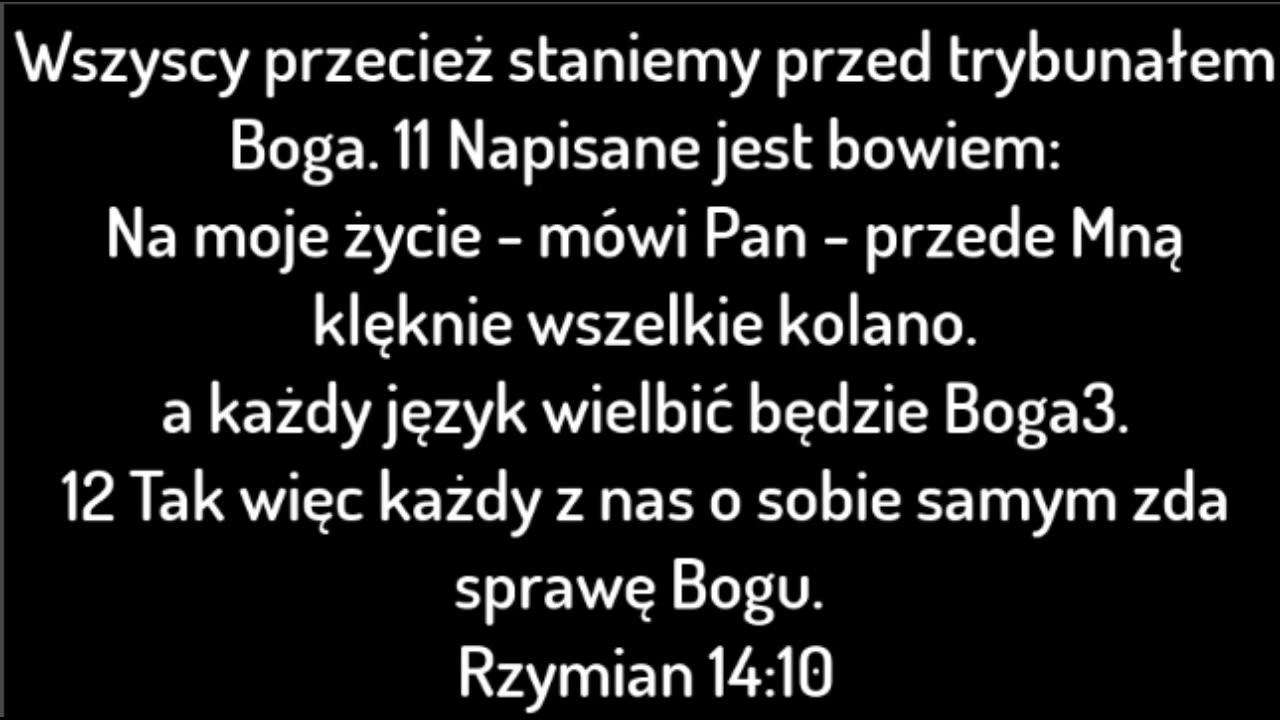 Wszyscy przecież staniemy przed trybunałem
Boga. 11 Napisane jest bowiem:
Na moje życie - mówi Pan - przede Mną
klęknie wszelkie kolano.
a każdy język wielbić będzie Boga3.
12 Tak więc każdy z nas o sobie samym zda
sprawę Bogu.
Rzymian 14:10